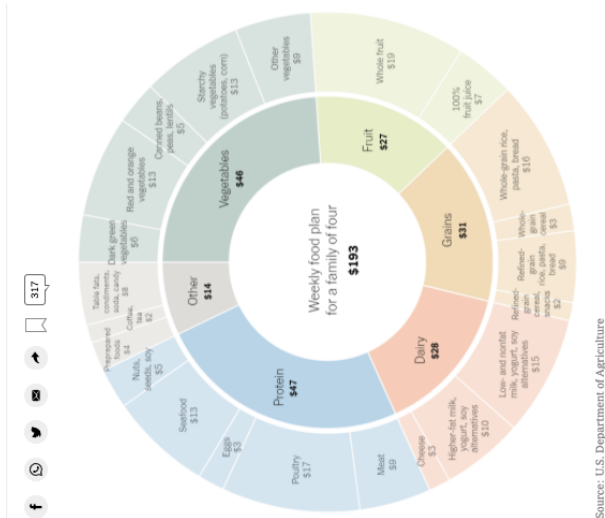 317
Weekly food plan
for a family of four
$193
Vegetables
$46
Fruit
$27
Grains
$31
Dairy
$28
Protein
$47
Other
$14
Dark green
vegetables
$6
Red and orange
vegetables
$13
Canned beans,
peas, lentils
$5
Starchy
vegetables
(potatoes, corn)
$13
Other
vegetables
$9
Whole fruit
$19
100%
fruit juice
$7
Whole-grain rice,
pasta, bread
$16
Whole-
grain
cereal
$3
Refined-
grain
rice, pasta,
bread
$9
Refined-
grain
cereal,
snacks
$2
Low- and nonfat
milk, yogurt, soy
alternatives
$15
Higher-fat milk,
yogurt, soy
alternatives
$10
Cheese
$3
Meat
$9
Poultry
$17
Eggs
$3
Seafood
$13
Nuts,
seeds, soy
$5
Preprepared
foods
$4
Coffee,
tea
$2
Table fats,
condiments,
soda, candy
$8
Source: U.S. Department of Agriculture